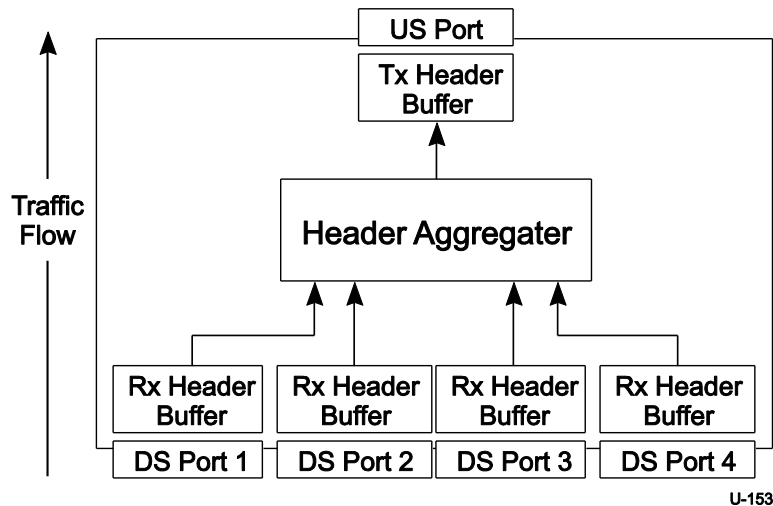 US Port
Tx Header
Buffer
Traffic
Flow
Header Aggregater
Rx Header
Buffer
Rx Header
Buffer
Rx Header
Buffer
Rx Header
Buffer
DS Port 1
DS Port 2
DS Port 3
DS Port 4
U-153